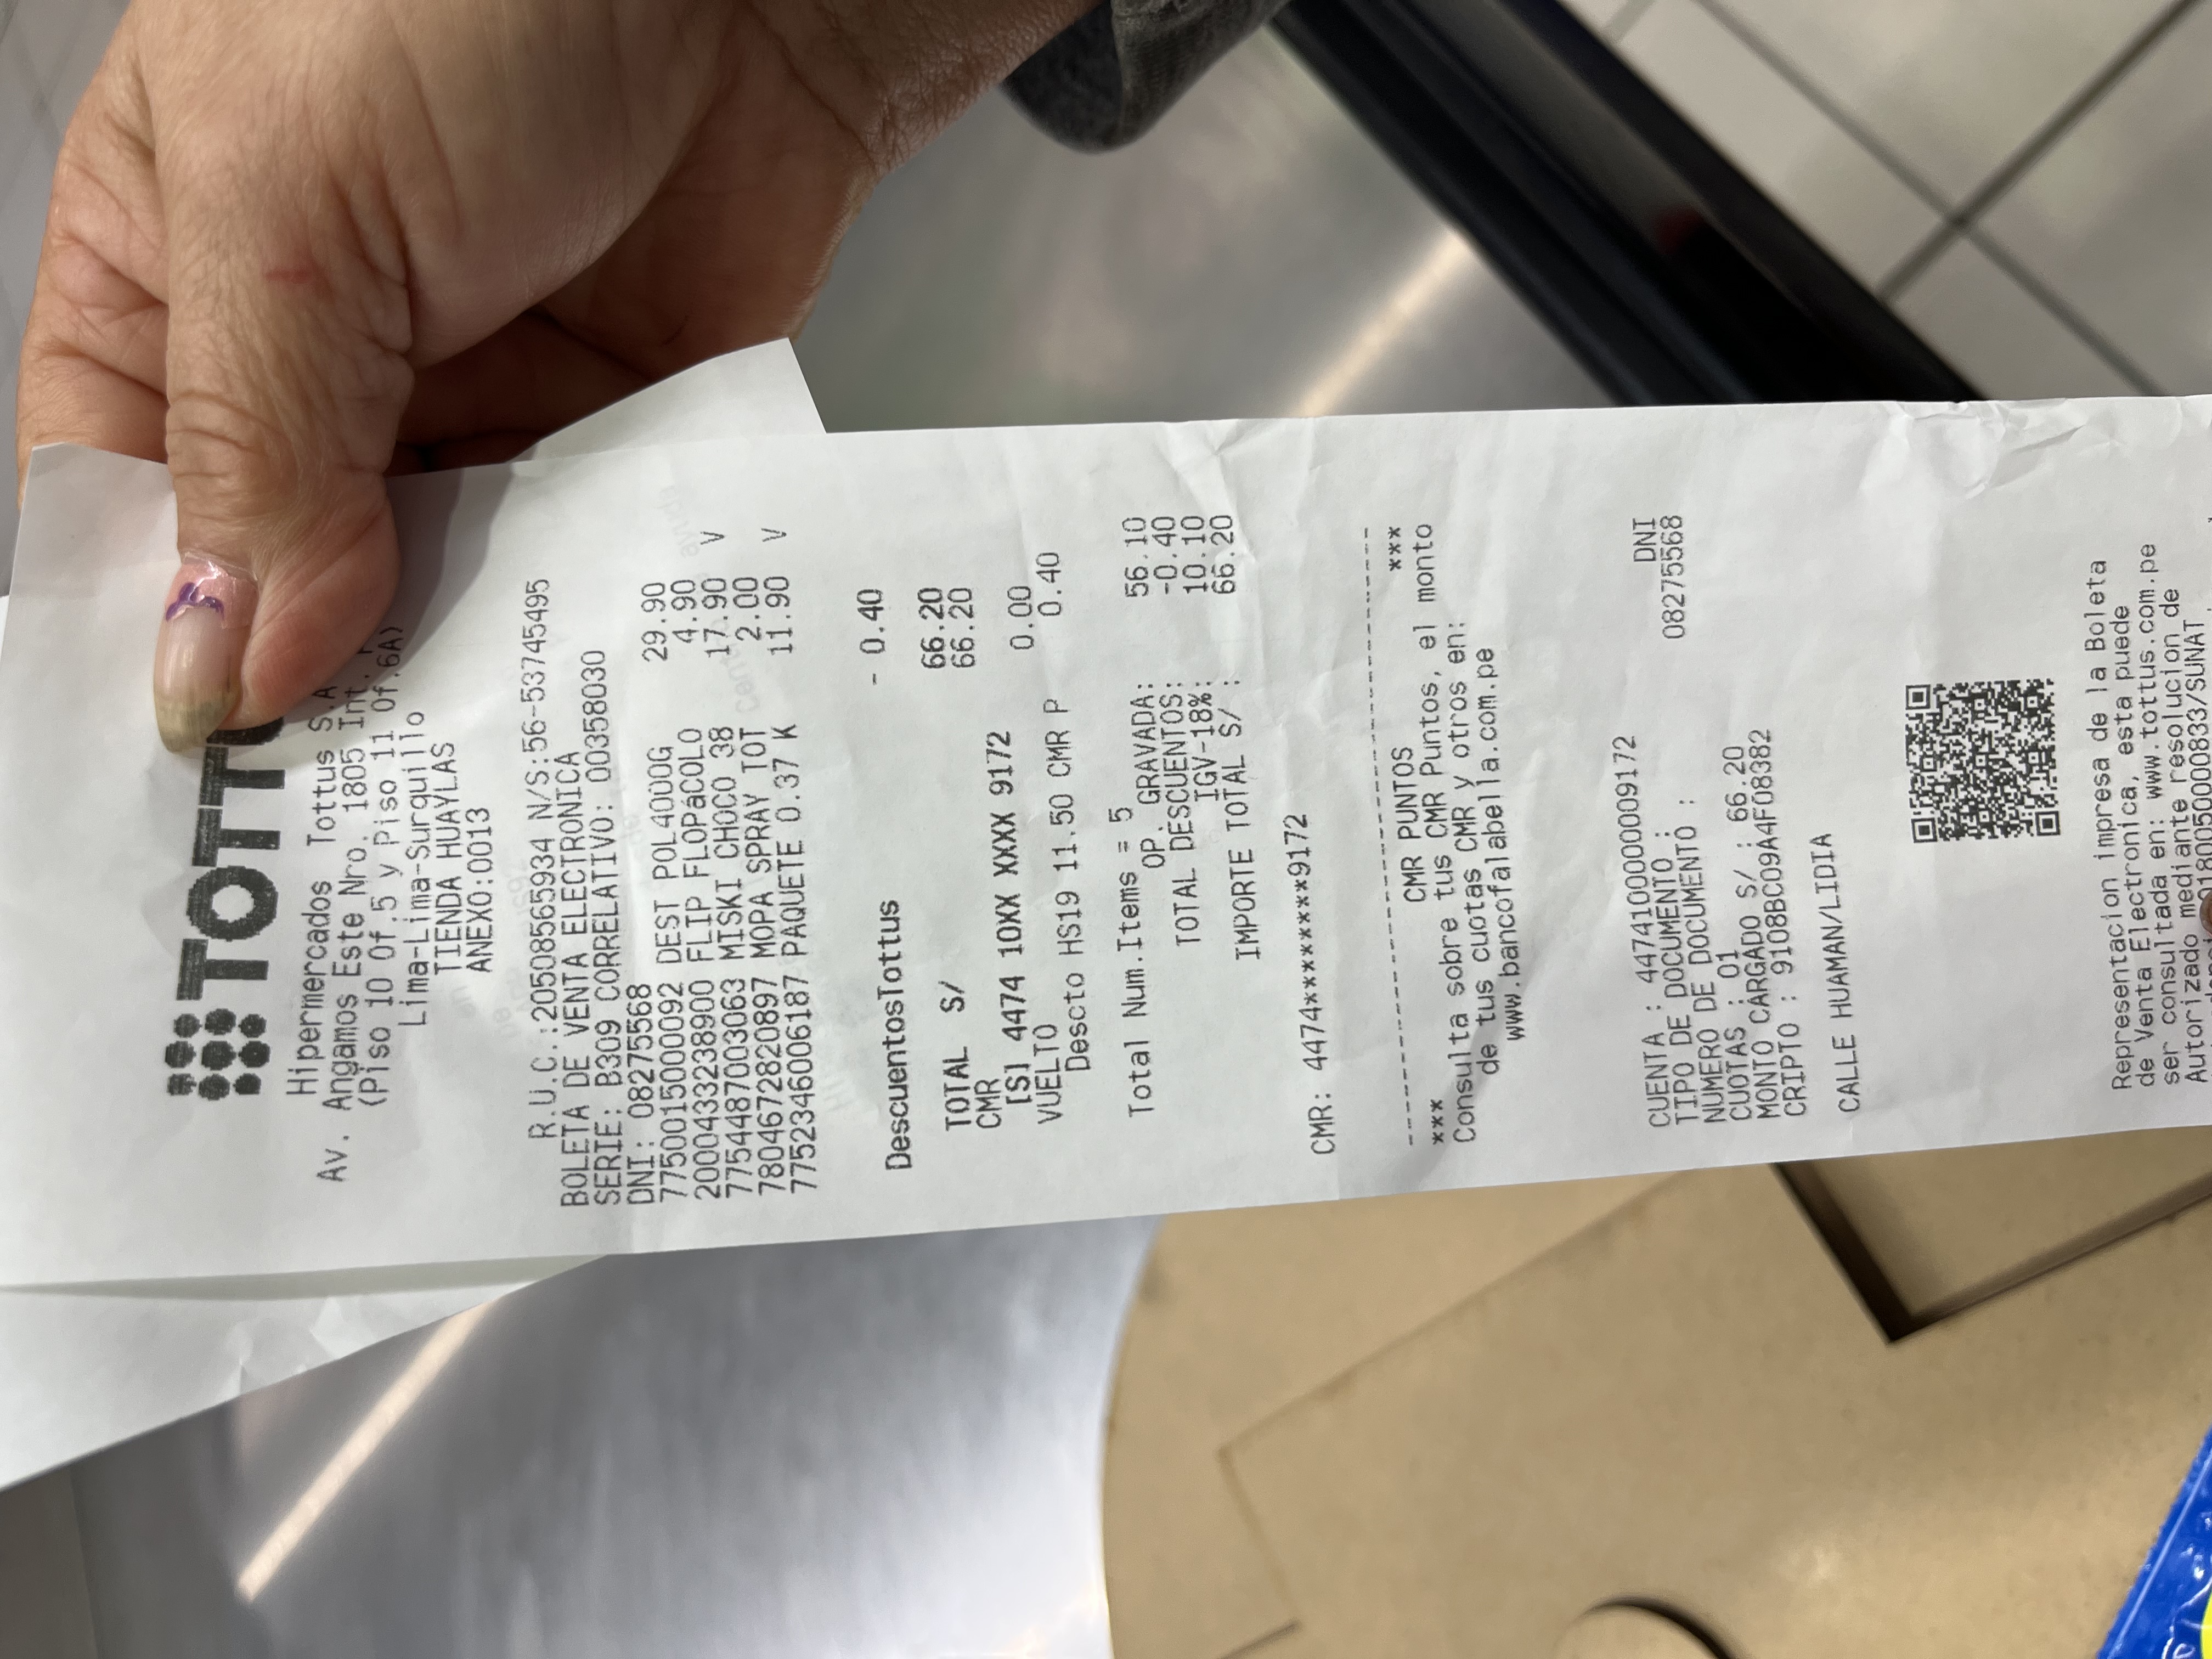 TOTTU
Hipermercados Tottus S.A
Av. Angamos Este Nro. 1805 Int.
(Piso 10 Of.5 y Piso 11 Of.6A)
Lima-Lima-Surquillo
TIENDA HUAYLAS
ANEXO:0013
R.U.C.:20508565934 N/S:56-53745495
BOLETA DE VENTA ELECTRONICA
SERIE: B309 CORRELATIVO: 00358030
DNI: 08275568
7750015000092 DEST POL4000G 29.90
2000433238900 FLIP FLOPáCOLO 4.90
7754487003063 MISKI CHOCO 38 17.90 V
7804672820897 MOPA SPRAY TOT 2.00
7752346006187 PAQUETE 0.37 K 11.90 V
DescuentosTottus - 0.40
TOTAL S/ 66.20
CMR 66.20
[S] 4474 10XX XXXX 9172
VUELTO 0.00
Descto HS19 11.50 CMR P 0.40
Total Num.Items = 5
OP. GRAVADA: 56.10
TOTAL DESCUENTOS: -0.40
IGV-18%: 10.10
IMPORTE TOTAL S/ : 66.20
CMR: 4474********9172
------------------------------------
*** CMR PUNTOS ***
Consulta sobre tus CMR Puntos, el monto
de tus cuotas CMR y otros en:
www.bancofalabella.com.pe
CUENTA : 4474100000009172
TIPO DE DOCUMENTO : DNI
NUMERO DE DOCUMENTO : 08275568
CUOTAS : 01
MONTO CARGADO S/ : 66.20
CRIPTO : 9108BC09A4F08382
CALLE HUAMAN/LIDIA
Representacion impresa de la Boleta
de Venta Electronica, esta puede
ser consultada en: www.tottus.com.pe
Autorizado mediante resolucion de
0180050000833/SUNAT